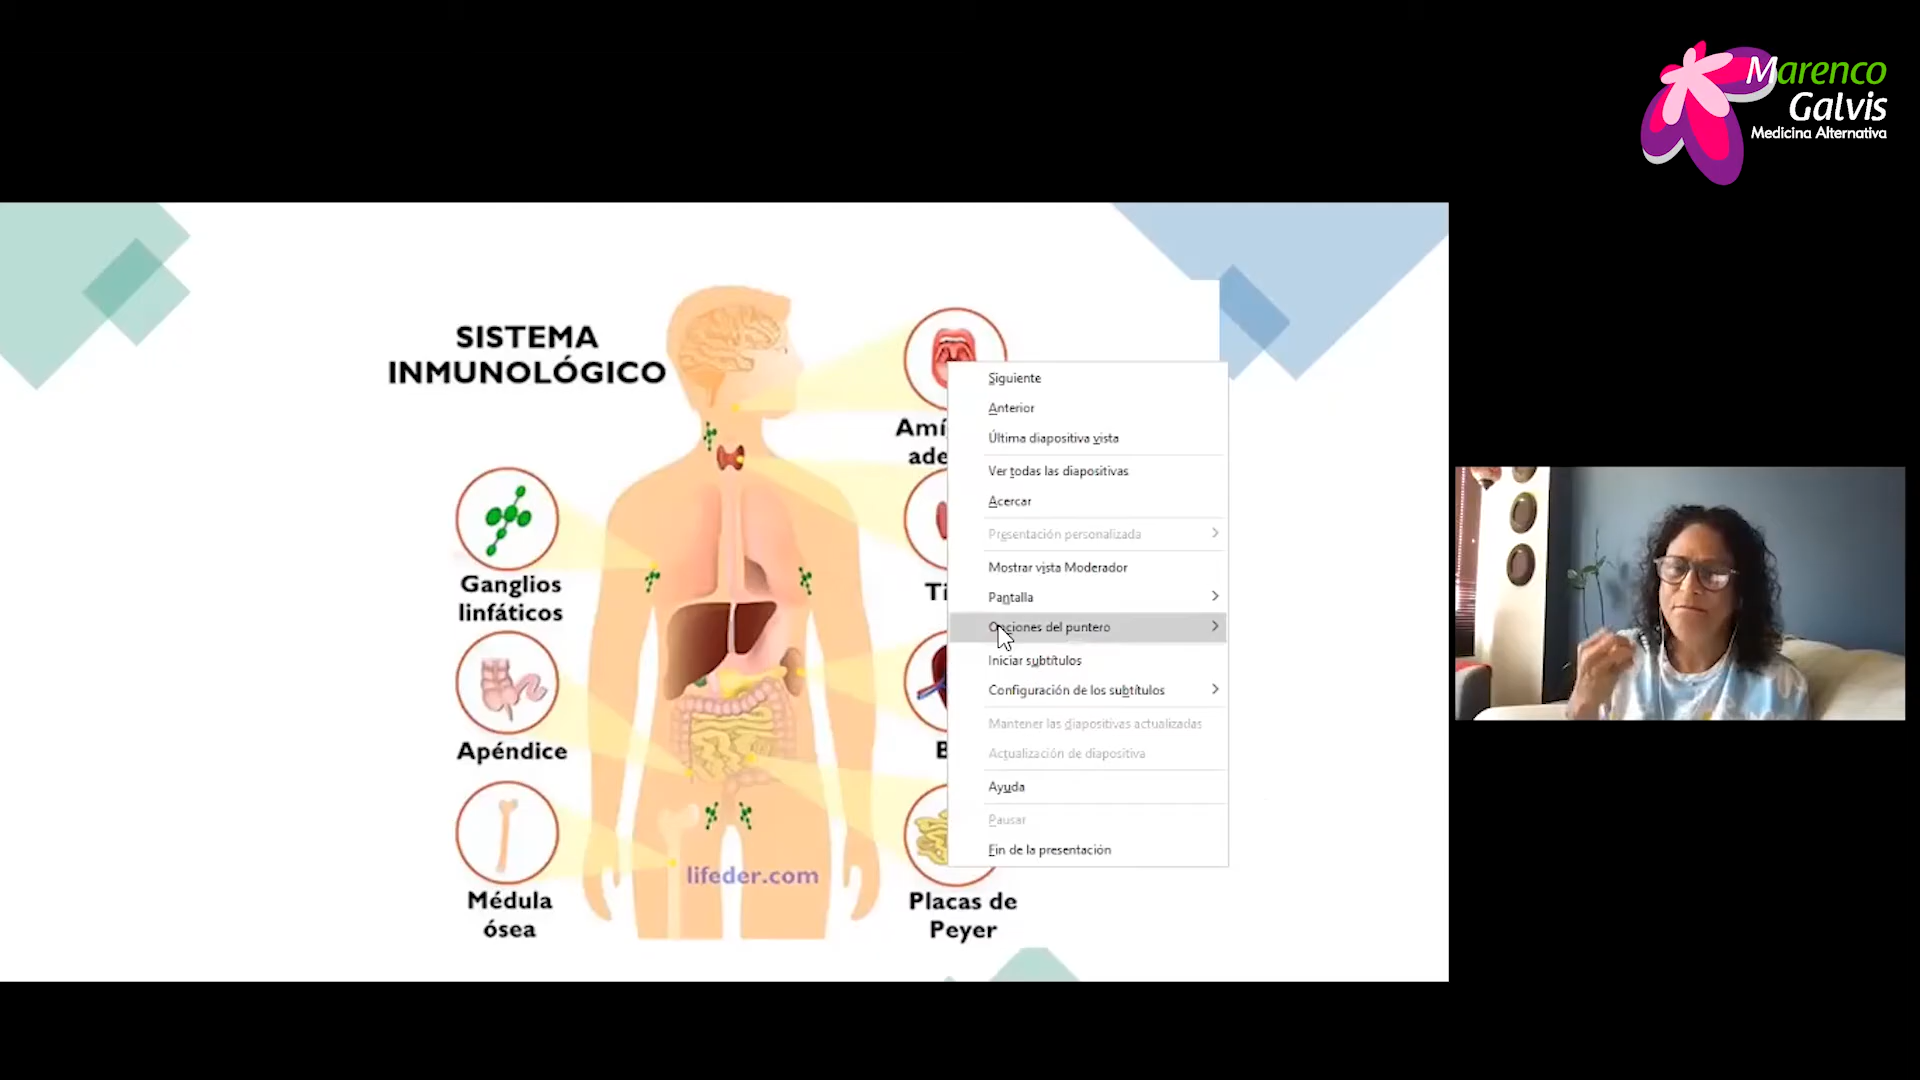 Marenco
Galvis
Medicina Alternativa
SISTEMA
INMUNOLÓGICO
Amí
ade
Ganglios
linfáticos
Ti
Apéndice
B
Médula
ósea
Placas de
Peyer
lifeder.com
Siguiente
Anterior
Última diapositiva vista
Ver todas las diapositivas
Acercar
Presentación personalizada
Mostrar vista Moderador
Pantalla
Opciones del puntero
Iniciar subtítulos
Configuración de los subtítulos
Mantener las diapositivas actualizadas
Actualización de diapositiva
Ayuda
Pausar
Fin de la presentación